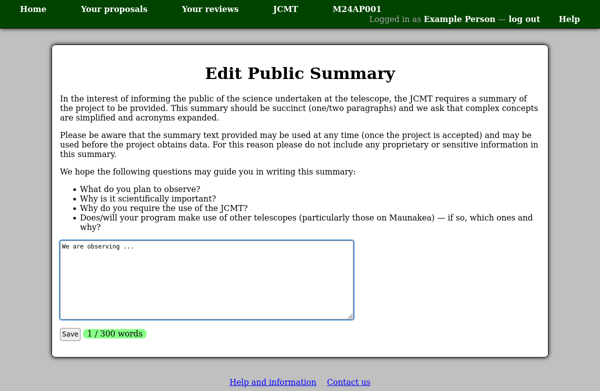 Home Your proposals Your reviews JCMT M24AP001
Logged in as Example Person — log out Help
Edit Public Summary
In the interest of informing the public of the science undertaken at the telescope, the JCMT requires a summary of
the project to be provided. This summary should be succinct (one/two paragraphs) and we ask that complex concepts
are simplified and acronyms expanded.
Please be aware that the summary text provided may be used at any time (once the project is accepted) and may be
used before the project obtains data. For this reason please do not include any proprietary or sensitive information in
this summary.
We hope the following questions may guide you in writing this summary:
• What do you plan to observe?
• Why is it scientifically important?
• Why do you require the use of the JCMT?
• Does/will your program make use of other telescopes (particularly those on Maunakea) — if so, which ones and
why?
We are observing ...
Save 1 / 300 words
Help and information Contact us